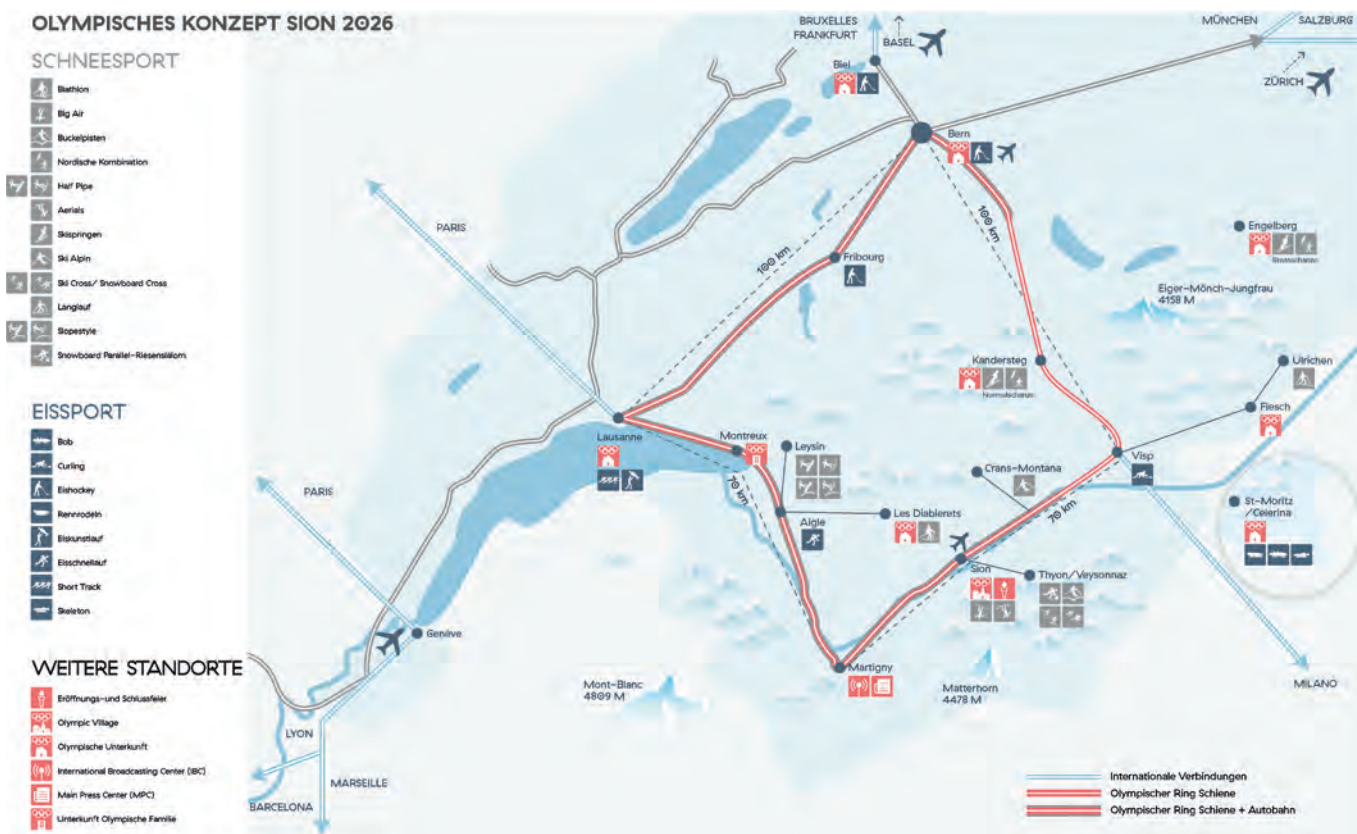 OLYMPISCHES KONZEPT SION 2026
SCHNEESPORT
Biathlon
Big Air
Buckelpisten
Nordische Kombination
Half Pipe
Aerials
Skispringen
Ski Alpin
Ski Cross/ Snowboard Cross
Langlauf
Slopestyle
Snowboard Parallel-Riesenslalom
EISSPORT
Bob
Curling
Eishockey
Rennrodeln
Eiskunstlauf
Eisschnellauf
Short Track
Skeleton
WEITERE STANDORTE
Eröffnungs-und Schlussfeier
Olympic Village
Olympische Unterkunft
International Broadcasting Center (IBC)
Main Press Center (MPC)
Unterkunft Olympische Familie
BRUXELLES
FRANKFURT
BASEL
MÜNCHEN
SALZBURG
ZÜRICH
Biel
Bern
PARIS
100 km
100 km
Fribourg
Engelberg
Eiger-Mönch-Jungfrau
4158 M
Kandersteg
Normalschanze
Ulrichen
Fiesch
Lausanne
Montreux
Leysin
Visp
Crans-Montana
PARIS
70 km
70 km
Aigle
Les Diablerets
St-Moritz
/Celerina
Sion
Thyon/Veysonnaz
Genève
Martigny
Mont-Blanc
4809 M
Matterhorn
4478 M
MILANO
LYON
MARSEILLE
BARCELONA
Internationale Verbindungen
Olympischer Ring Schiene
Olympischer Ring Schiene + Autobahn